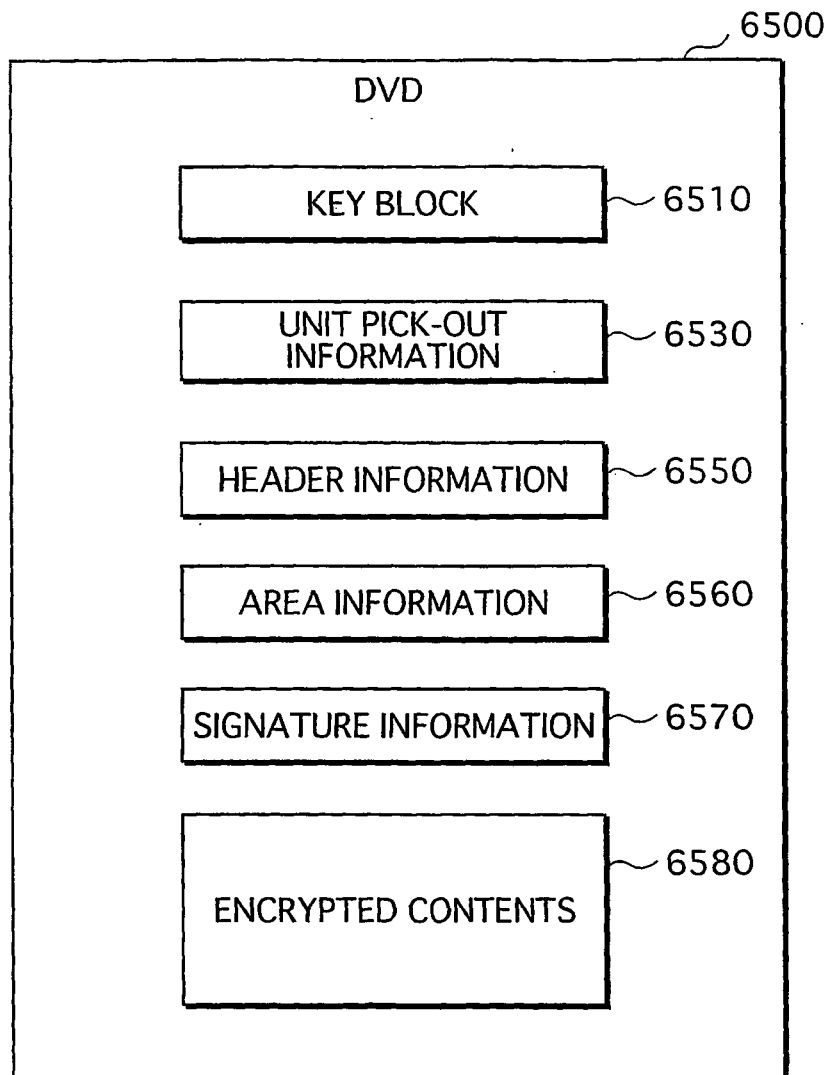 6500
DVD
KEY BLOCK 6510
UNIT PICK-OUT
INFORMATION 6530
HEADER INFORMATION 6550
AREA INFORMATION 6560
SIGNATURE INFORMATION 6570
ENCRYPTED CONTENTS 6580